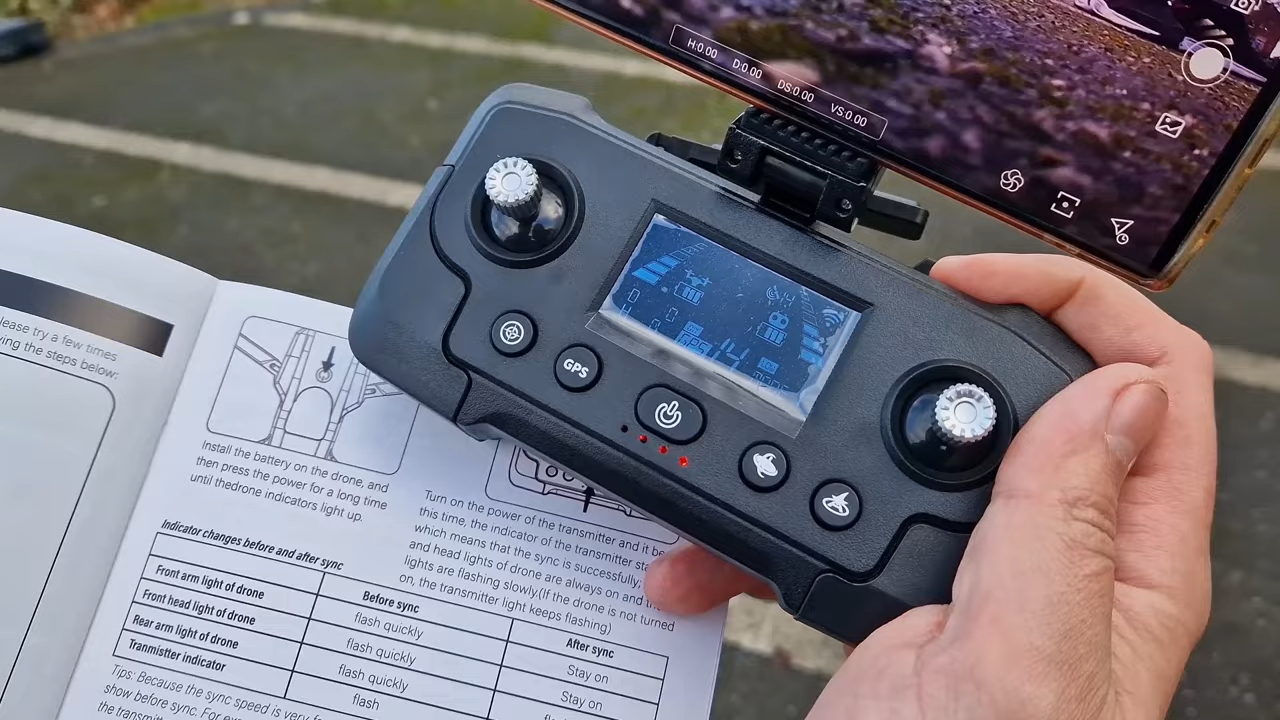 H:0.00 D:0.00 DS:0.00 VS:0.00
GPS
lease try a few times
ving the steps below:
Install the battery on the drone, and
then press the power for a long time
until thedrone indicators light up.
Turn on the power of the transmitter and it be
this time, the indicator of the transmitter sta
which means that the sync is successfully;
and head lights of drone are always on and th
lights are flashing slowly.(If the drone is not turned
on, the transmitter light keeps flashing)
Indicator changes before and after sync
Before sync After sync
Front arm light of drone flash quickly Stay on
Front head light of drone flash quickly Stay on
Rear arm light of drone flash quickly
Tranmistter indicator flash
Tips: Because the sync speed is very f
show before sync. For exa
the transmitt